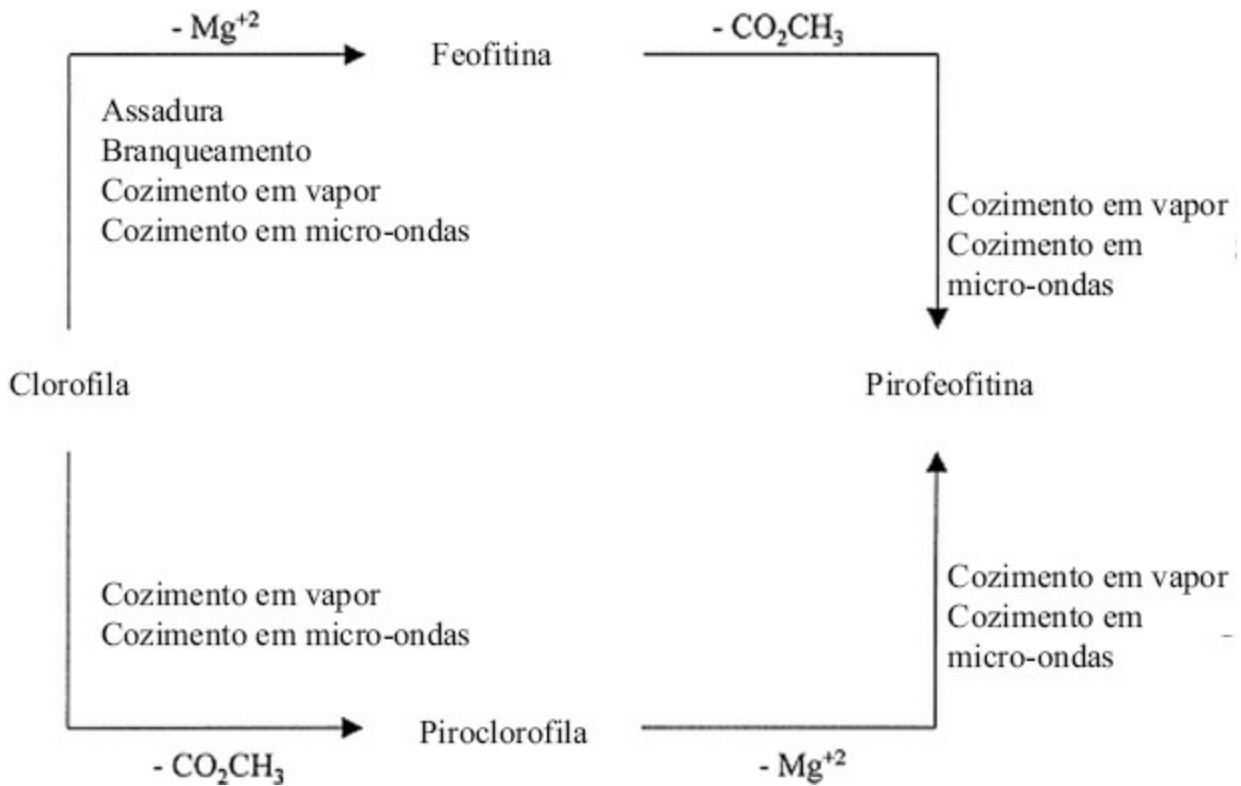 - Mg⁺²
- CO₂CH₃
Feofitina
Assadura
Branqueamento
Cozimento em vapor
Cozimento em micro-ondas
Cozimento em vapor
Cozimento em
micro-ondas
Clorofila
Pirofeofitina
Cozimento em vapor
Cozimento em micro-ondas
Cozimento em vapor
Cozimento em
micro-ondas
Piroclorofila
- CO₂CH₃
- Mg⁺²